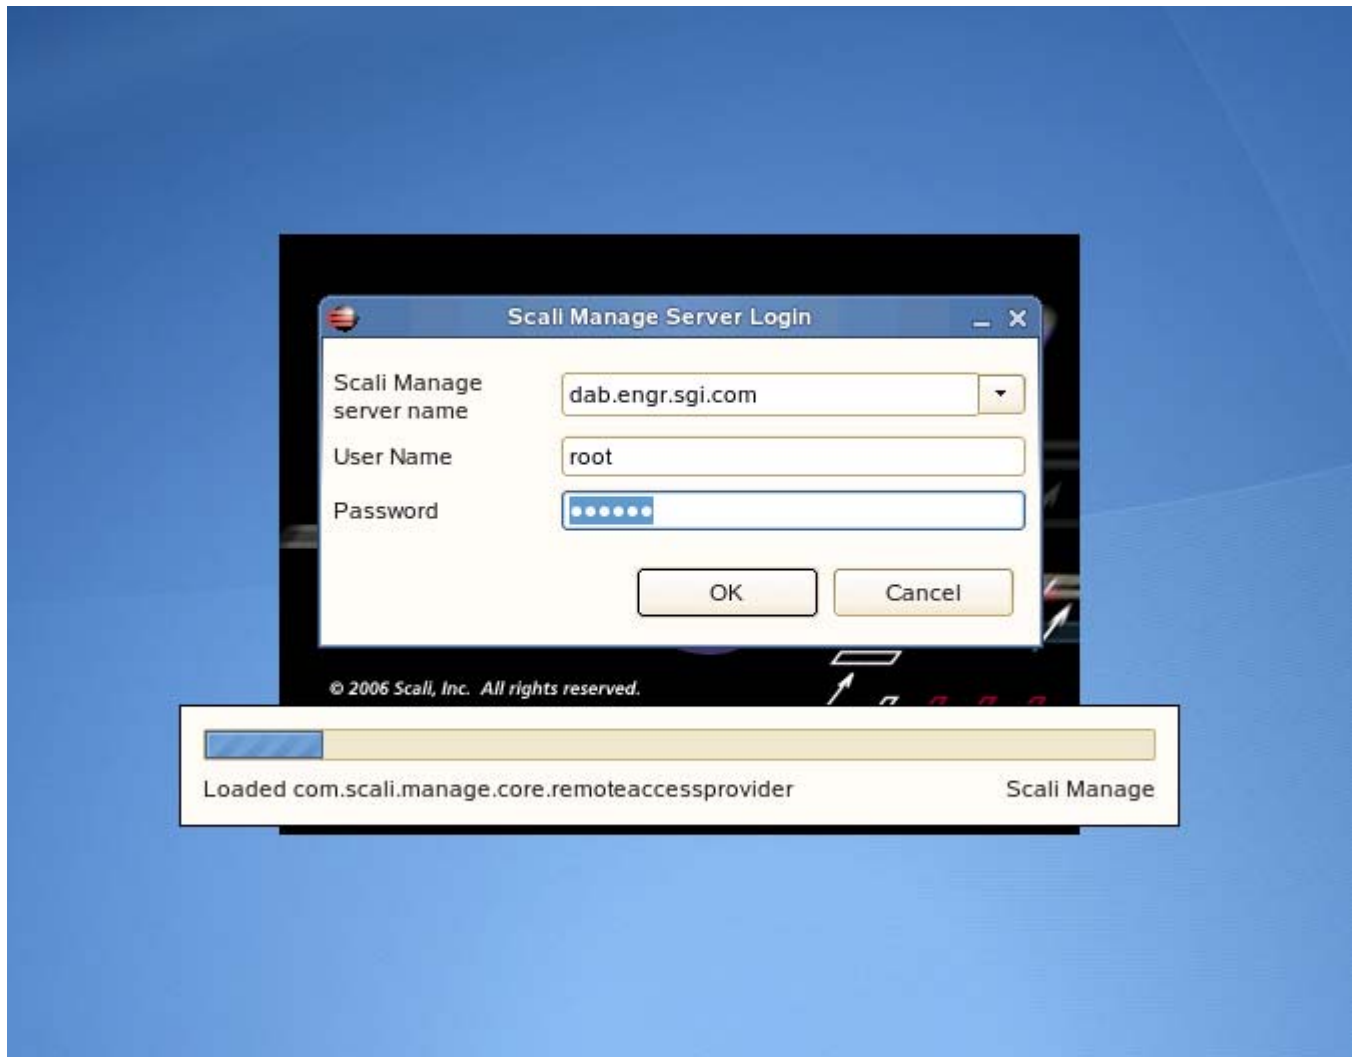 Scali Manage Server Login
Scali Manage
server name
dab.engr.sgi.com
User Name
root
Password
••••••
OK
Cancel
© 2006 Scali, Inc. All rights reserved.
Loaded com.scali.manage.core.remoteaccessprovider
Scali Manage